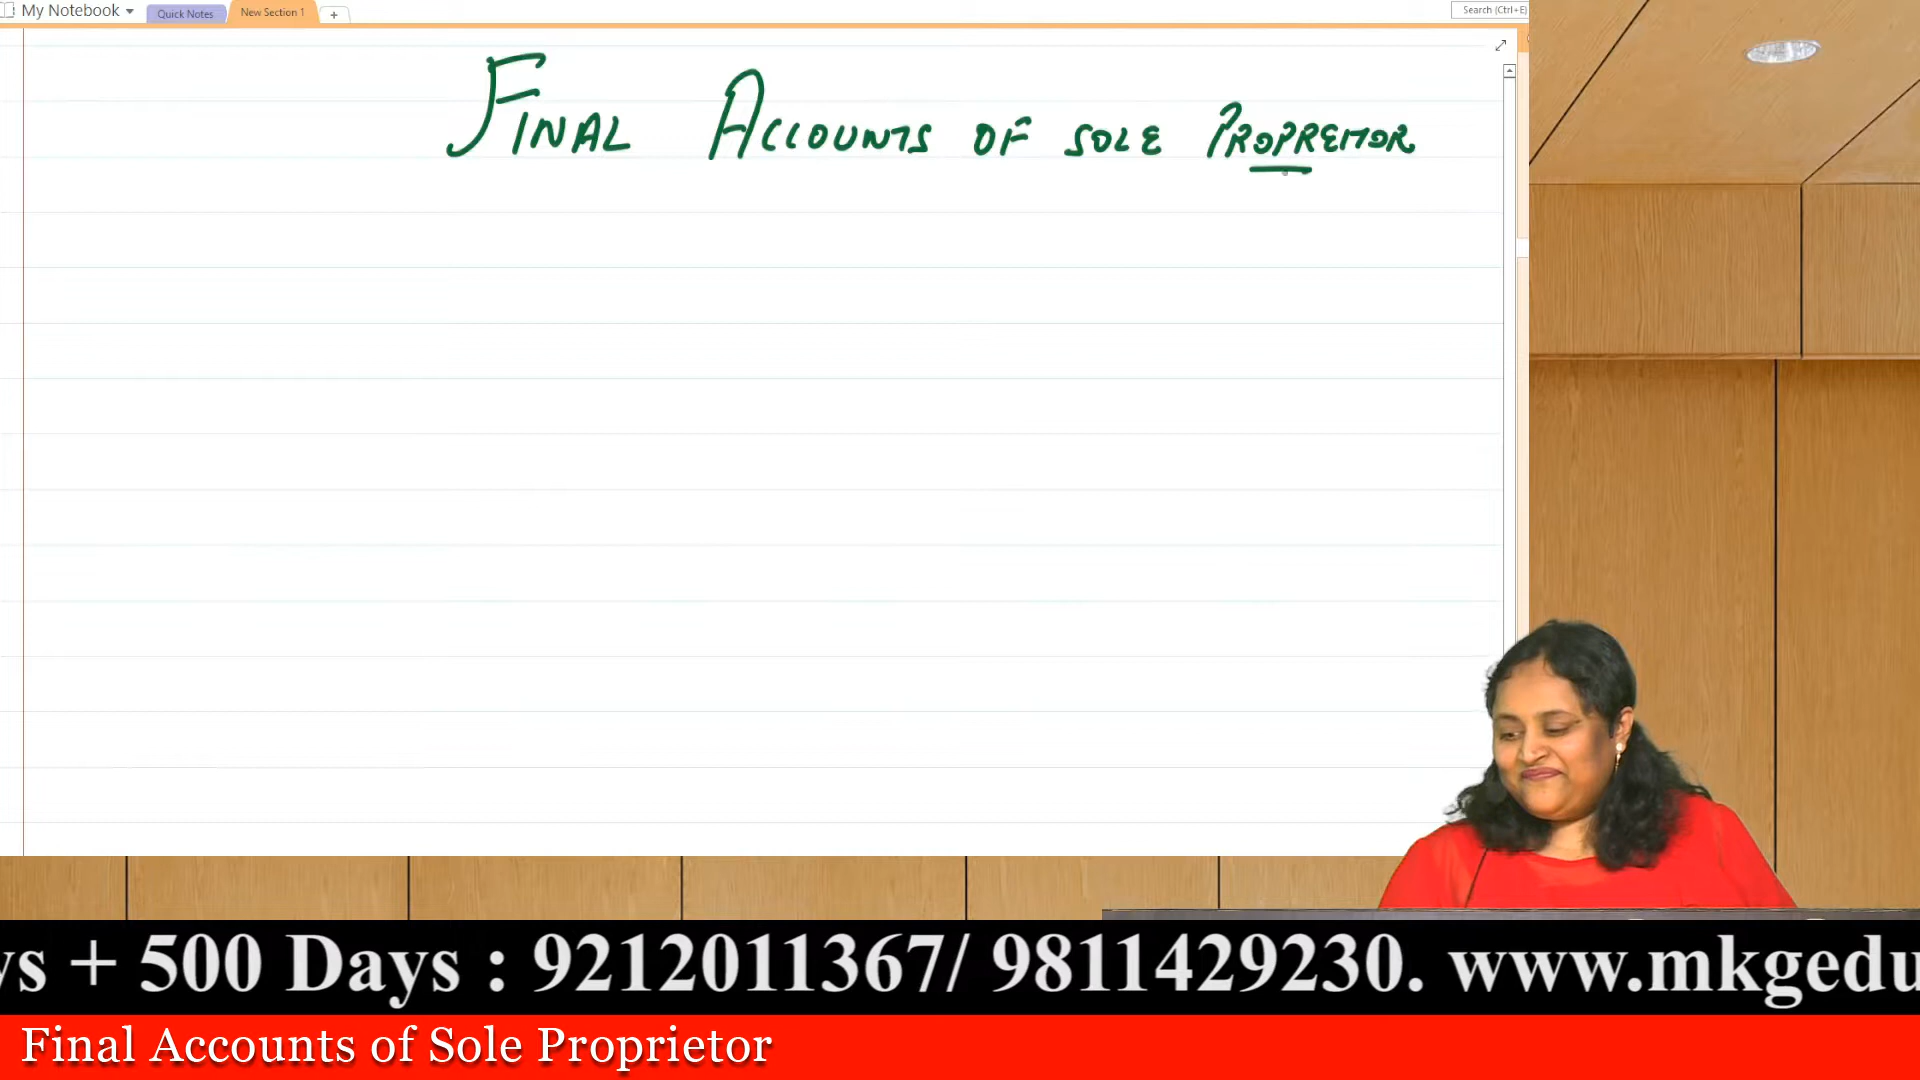 My Notebook
Quick Notes
New Section 1
Search (Ctrl+E)
FINAL ACCOUNTS OF SOLE PROPREITOR
ys + 500 Days : 9212011367/ 9811429230. www.mkgedu
Final Accounts of Sole Proprietor